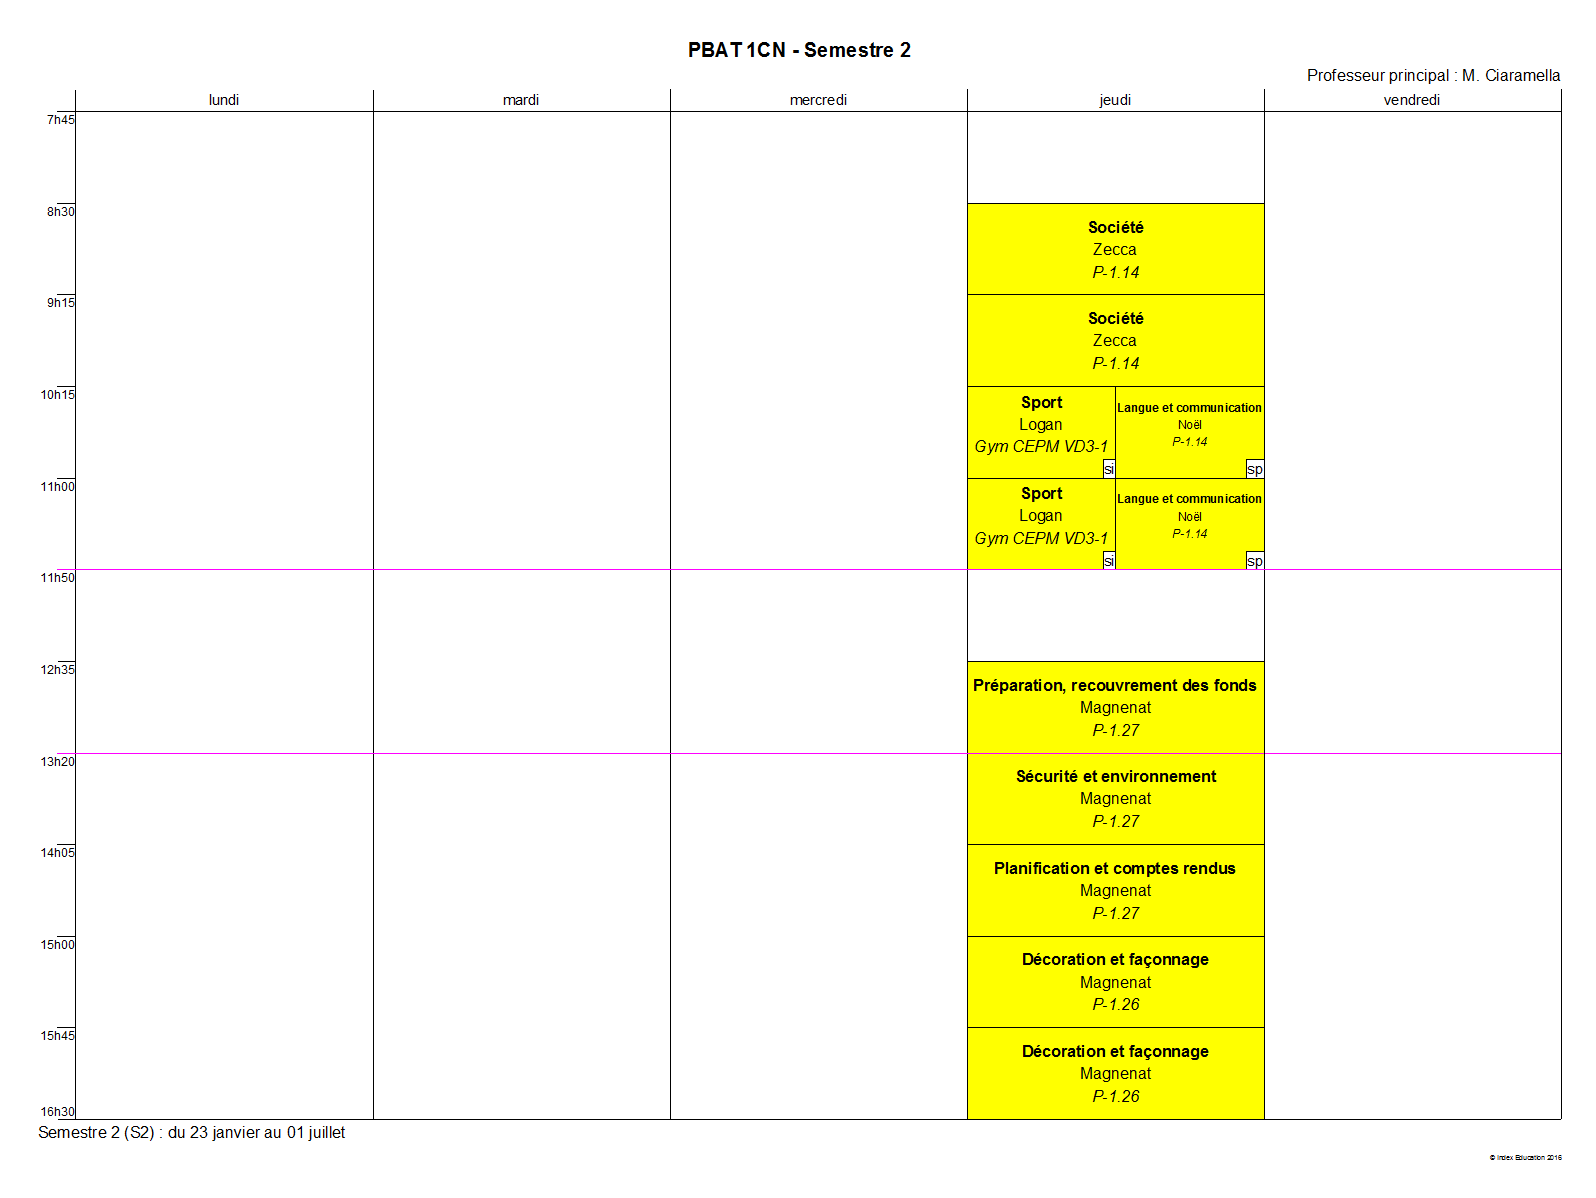 PBAT 1CN - Semestre 2
Professeur principal : M. Ciaramella
lundi
mardi
mercredi
jeudi
vendredi
7h45
8h30
Société
Zecca
P-1.14
9h15
Société
Zecca
P-1.14
10h15
Sport
Logan
Gym CEPM VD3-1
si
Langue et communication
Noël
P-1.14
sp
11h00
Sport
Logan
Gym CEPM VD3-1
si
Langue et communication
Noël
P-1.14
sp
11h50
12h35
Préparation, recouvrement des fonds
Magnenat
P-1.27
13h20
Sécurité et environnement
Magnenat
P-1.27
14h05
Planification et comptes rendus
Magnenat
P-1.27
15h00
Décoration et façonnage
Magnenat
P-1.26
15h45
Décoration et façonnage
Magnenat
P-1.26
16h30
Semestre 2 (S2) : du 23 janvier au 01 juillet
© Index Education 2016